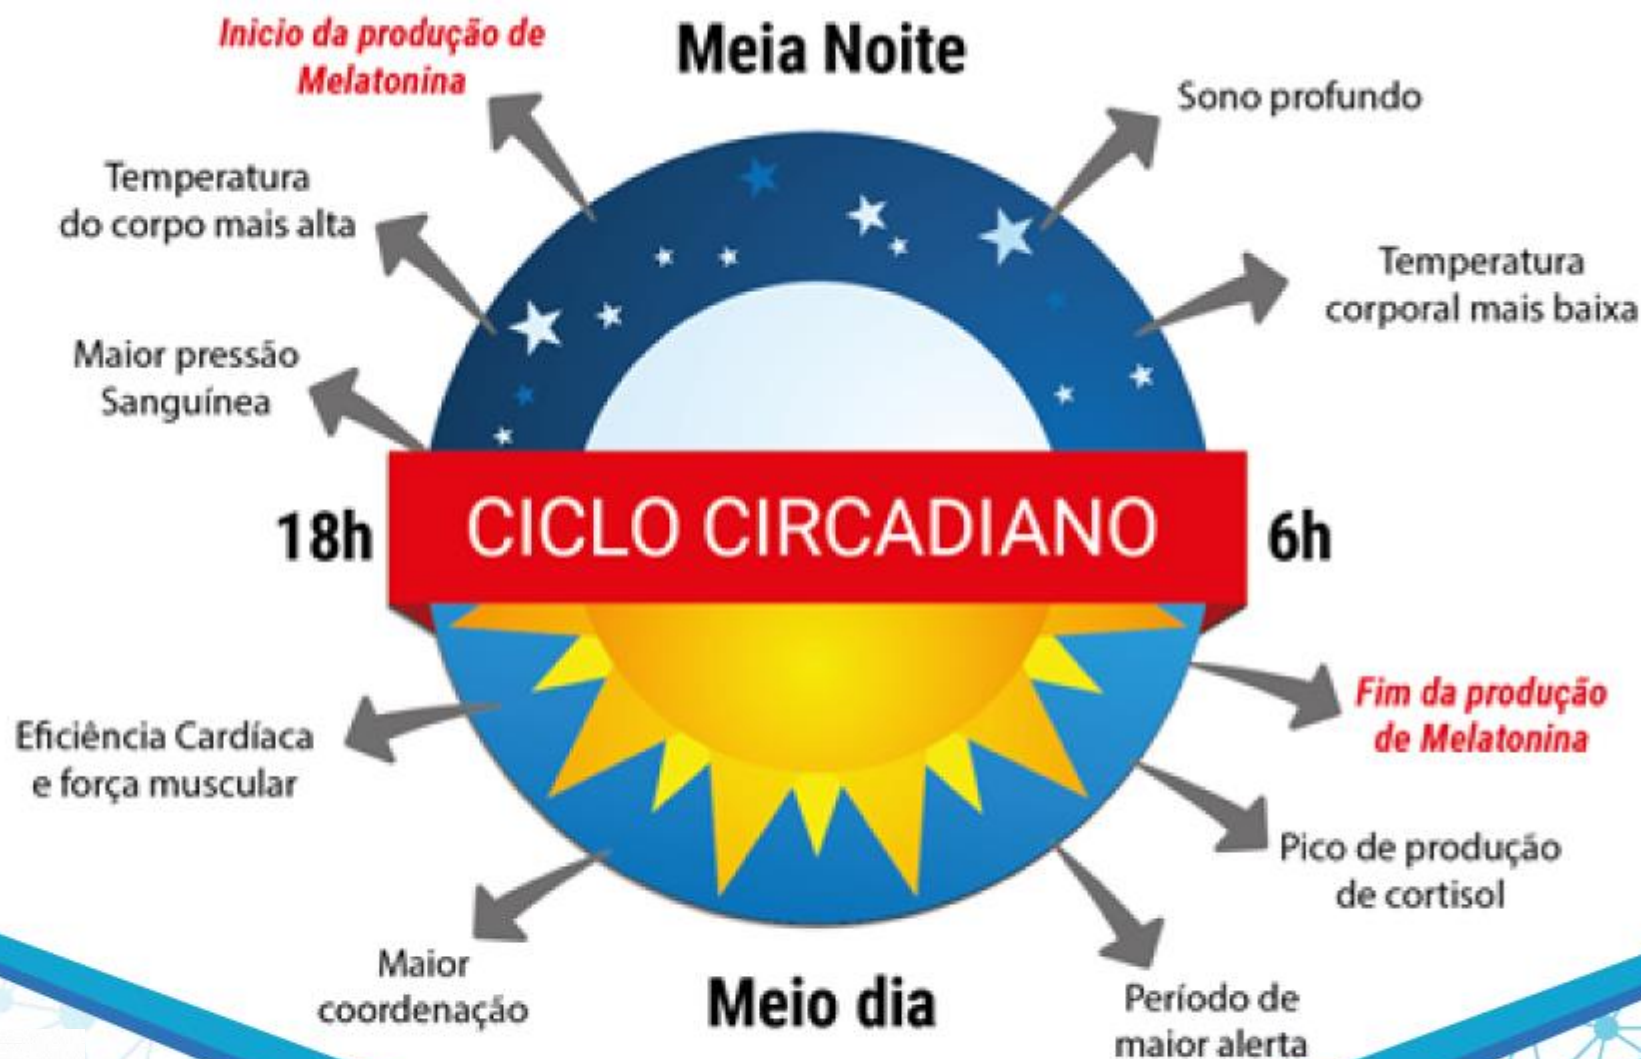 Inicio da produção de
Melatonina
Meia Noite
Sono profundo
Temperatura
do corpo mais alta
Temperatura
corporal mais baixa
Maior pressão
Sanguínea
18h
CICLO CIRCADIANO
6h
Fim da produção
de Melatonina
Eficiência Cardíaca
e força muscular
Pico de produção
de cortisol
Maior
coordenação
Meio dia
Período de
maior alerta